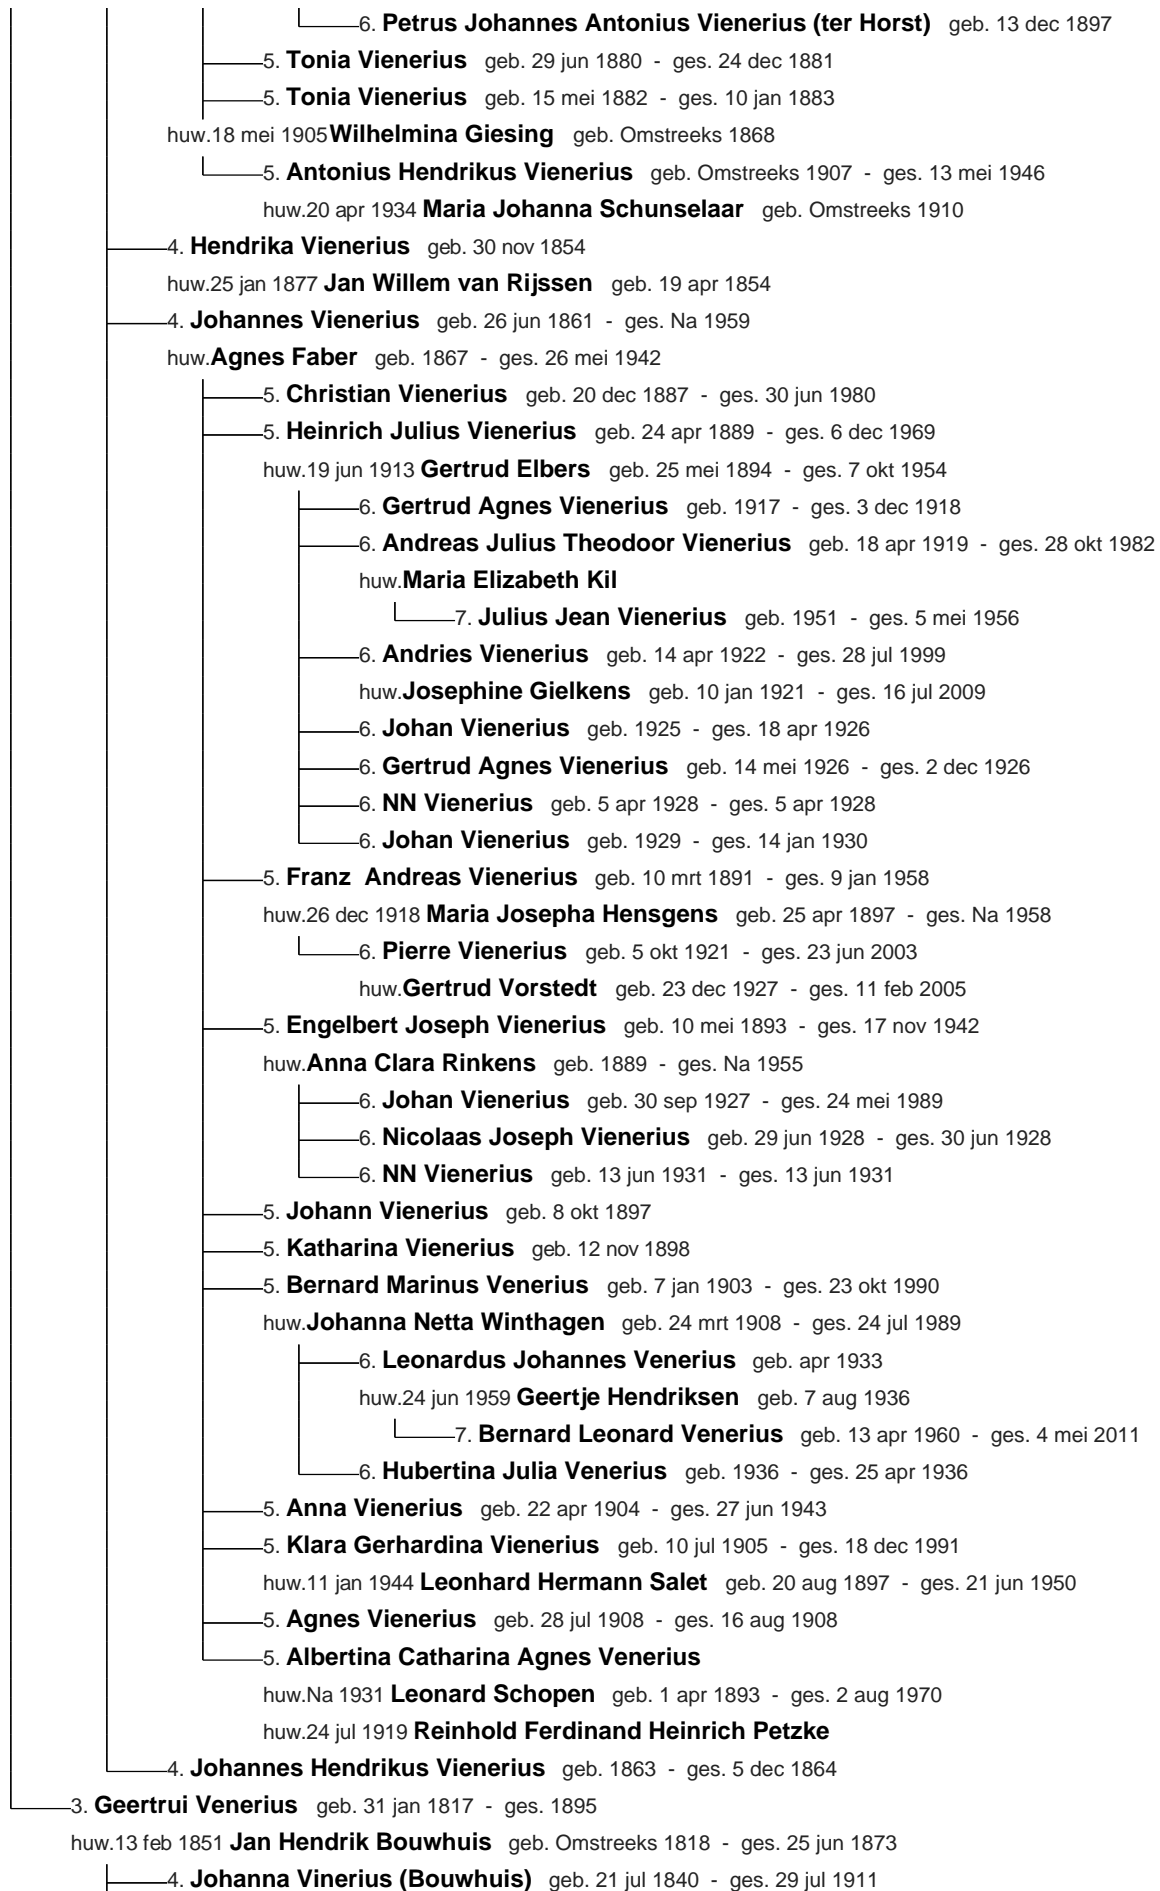 6. Petrus Johannes Antonius Vienerius (ter Horst) geb. 13 dec 1897
5. Tonia Vienerius geb. 29 jun 1880 - ges. 24 dec 1881
5. Tonia Vienerius geb. 15 mei 1882 - ges. 10 jan 1883
huw.18 mei 1905 Wilhelmina Giesing geb. Omstreeks 1868
5. Antonius Hendrikus Vienerius geb. Omstreeks 1907 - ges. 13 mei 1946
huw.20 apr 1934 Maria Johanna Schunselaar geb. Omstreeks 1910
4. Hendrika Vienerius geb. 30 nov 1854
huw.25 jan 1877 Jan Willem van Rijssen geb. 19 apr 1854
4. Johannes Vienerius geb. 26 jun 1861 - ges. Na 1959
huw.Agnes Faber geb. 1867 - ges. 26 mei 1942
5. Christian Vienerius geb. 20 dec 1887 - ges. 30 jun 1980
5. Heinrich Julius Vienerius geb. 24 apr 1889 - ges. 6 dec 1969
huw.19 jun 1913 Gertrud Elbers geb. 25 mei 1894 - ges. 7 okt 1954
6. Gertrud Agnes Vienerius geb. 1917 - ges. 3 dec 1918
6. Andreas Julius Theodoor Vienerius geb. 18 apr 1919 - ges. 28 okt 1982
huw.Maria Elizabeth Kil
7. Julius Jean Vienerius geb. 1951 - ges. 5 mei 1956
6. Andries Vienerius geb. 14 apr 1922 - ges. 28 jul 1999
huw.Josephine Gielkens geb. 10 jan 1921 - ges. 16 jul 2009
6. Johan Vienerius geb. 1925 - ges. 18 apr 1926
6. Gertrud Agnes Vienerius geb. 14 mei 1926 - ges. 2 dec 1926
6. NN Vienerius geb. 5 apr 1928 - ges. 5 apr 1928
6. Johan Vienerius geb. 1929 - ges. 14 jan 1930
5. Franz Andreas Vienerius geb. 10 mrt 1891 - ges. 9 jan 1958
huw.26 dec 1918 Maria Josepha Hensgens geb. 25 apr 1897 - ges. Na 1958
6. Pierre Vienerius geb. 5 okt 1921 - ges. 23 jun 2003
huw.Gertrud Vorstedt geb. 23 dec 1927 - ges. 11 feb 2005
5. Engelbert Joseph Vienerius geb. 10 mei 1893 - ges. 17 nov 1942
huw.Anna Clara Rinkens geb. 1889 - ges. Na 1955
6. Johan Vienerius geb. 30 sep 1927 - ges. 24 mei 1989
6. Nicolaas Joseph Vienerius geb. 29 jun 1928 - ges. 30 jun 1928
6. NN Vienerius geb. 13 jun 1931 - ges. 13 jun 1931
5. Johann Vienerius geb. 8 okt 1897
5. Katharina Vienerius geb. 12 nov 1898
5. Bernard Marinus Venerius geb. 7 jan 1903 - ges. 23 okt 1990
huw.Johanna Netta Winthagen geb. 24 mrt 1908 - ges. 24 jul 1989
6. Leonardus Johannes Venerius geb. apr 1933
huw.24 jun 1959 Geertje Hendriksen geb. 7 aug 1936
7. Bernard Leonard Venerius geb. 13 apr 1960 - ges. 4 mei 2011
6. Hubertina Julia Venerius geb. 1936 - ges. 25 apr 1936
5. Anna Vienerius geb. 22 apr 1904 - ges. 27 jun 1943
5. Klara Gerhardina Vienerius geb. 10 jul 1905 - ges. 18 dec 1991
huw.11 jan 1944 Leonhard Hermann Salet geb. 20 aug 1897 - ges. 21 jun 1950
5. Agnes Vienerius geb. 28 jul 1908 - ges. 16 aug 1908
5. Albertina Catharina Agnes Venerius
huw.Na 1931 Leonard Schopen geb. 1 apr 1893 - ges. 2 aug 1970
huw.24 jul 1919 Reinhold Ferdinand Heinrich Petzke
4. Johannes Hendrikus Vienerius geb. 1863 - ges. 5 dec 1864
3. Geertrui Venerius geb. 31 jan 1817 - ges. 1895
huw.13 feb 1851 Jan Hendrik Bouwhuis geb. Omstreeks 1818 - ges. 25 jun 1873
4. Johanna Vinerius (Bouwhuis) geb. 21 jul 1840 - ges. 29 jul 1911